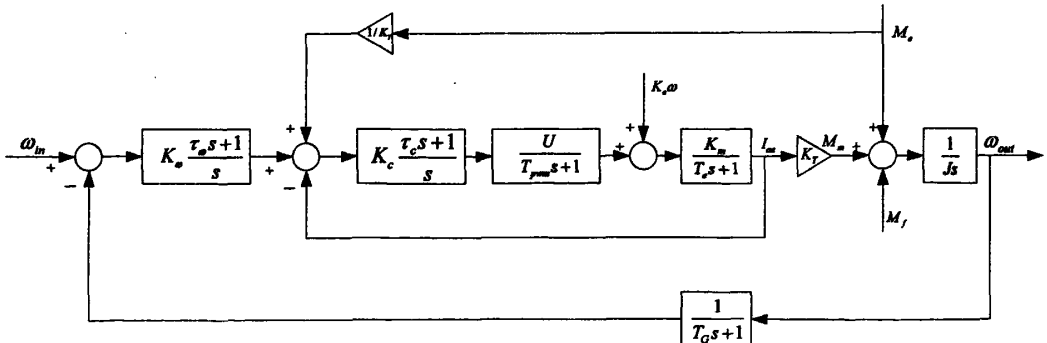 1/K_T
M_e
K_e ω
ω_in
+
−
K_ω (τ_ω s+1)/s
+
+
−
K_c (τ_c s+1)/s
U/(T_pwm s+1)
+
+
K_m/(T_e s+1)
I_m
K_T
M_m
+
+
M_f
1/Js
ω_out
1/(T_G s+1)